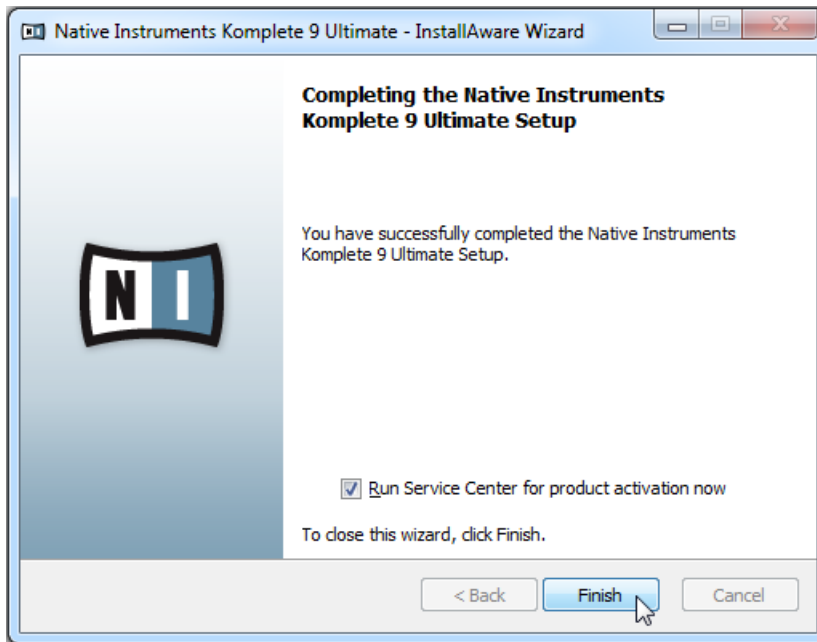 Native Instruments Komplete 9 Ultimate - InstallAware Wizard
Completing the Native Instruments
Komplete 9 Ultimate Setup
You have successfully completed the Native Instruments
Komplete 9 Ultimate Setup.
N I
Run Service Center for product activation now
To close this wizard, click Finish.
< Back Finish Cancel